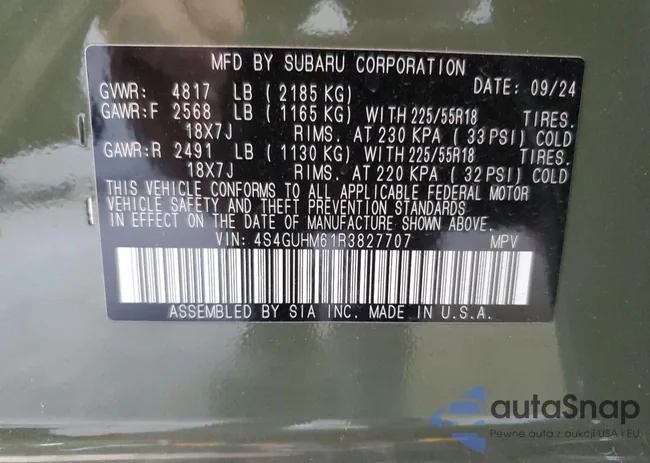 MFD BY SUBARU CORPORATION
GVWR: 4817 LB ( 2185 KG) DATE: 09/24
GAWR:F 2568 LB ( 1165 KG) WITH 225/55R18 TIRES.
18X7J RIMS. AT 230 KPA ( 33 PSI) COLD
GAWR:R 2491 LB ( 1130 KG) WITH 225/55R18 TIRES.
18X7J RIMS. AT 220 KPA ( 32 PSI) COLD
THIS VEHICLE CONFORMS TO ALL APPLICABLE FEDERAL MOTOR
VEHICLE SAFETY AND THEFT PREVENTION STANDARDS
IN EFFECT ON THE DATE OF MANUFACTURE SHOWN ABOVE.
VIN: 4S4GUHM61R3827707 MPV
ASSEMBLED BY SIA INC. MADE IN U.S.A.
autaSnap
Pewne auta z aukcji USA i EU